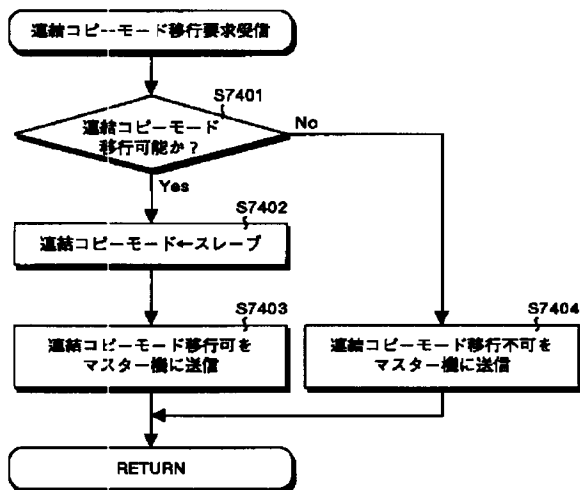 連結コピーモード移行要求受信
S7401
連結コピーモード
移行可能か？
No
Yes
S7402
連結コピーモード←スレーブ
S7403
連結コピーモード移行可を
マスター機に送信
S7404
連結コピーモード移行不可を
マスター機に送信
RETURN